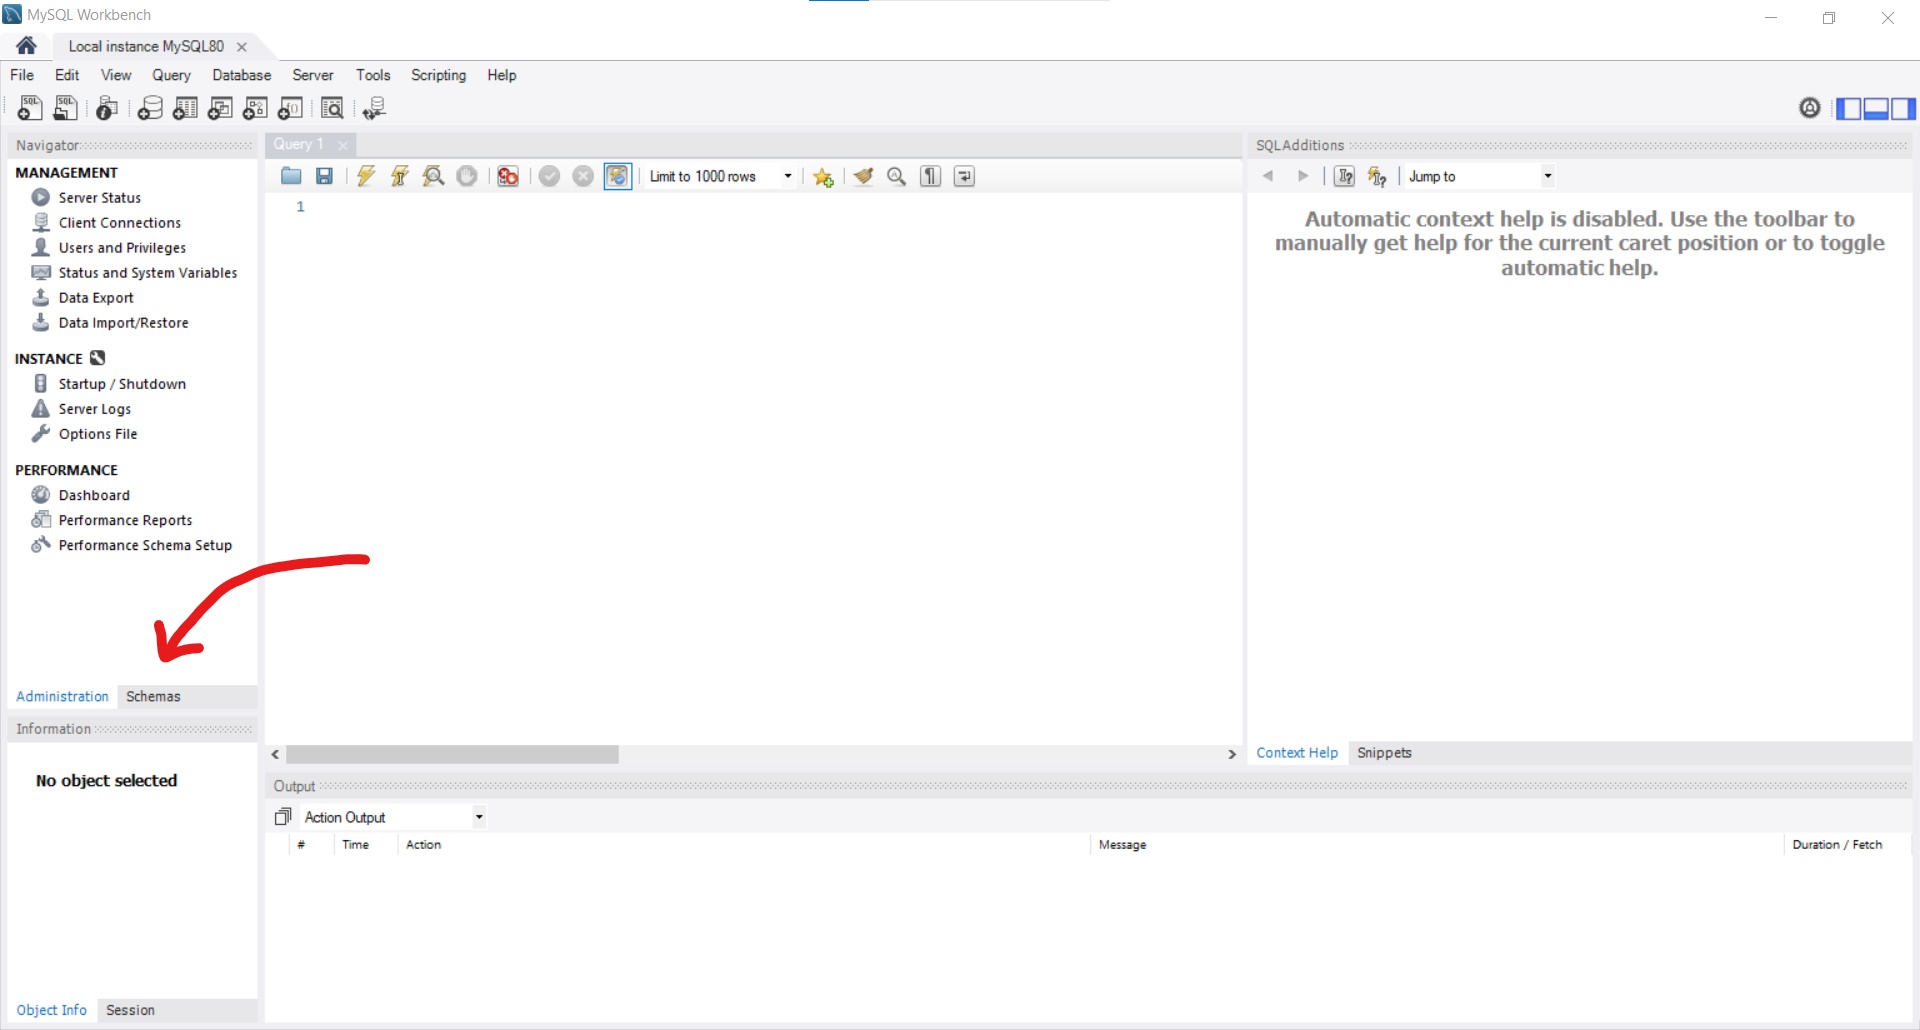 MySQL Workbench
Local instance MySQL80
File Edit View Query Database Server Tools Scripting Help
Navigator
MANAGEMENT
Server Status
Client Connections
Users and Privileges
Status and System Variables
Data Export
Data Import/Restore
INSTANCE
Startup / Shutdown
Server Logs
Options File
PERFORMANCE
Dashboard
Performance Reports
Performance Schema Setup
Administration Schemas
Information
No object selected
Object Info Session
Query 1
Limit to 1000 rows
1
SQLAdditions
Jump to
Automatic context help is disabled. Use the toolbar to
manually get help for the current caret position or to toggle
automatic help.
Context Help Snippets
Output
Action Output
# Time Action Message Duration / Fetch